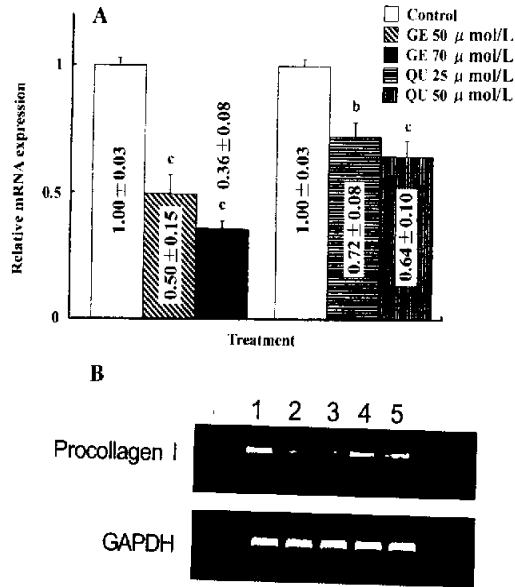 A
Control
GE 50 μ mol/L
GE 70 μ mol/L
QU 25 μ mol/L
QU 50 μ mol/L
Relative mRNA expression
1
0.5
0
1.00±0.03
c
0.50±0.15
0.36±0.08
c
1.00±0.03
b
0.72±0.08
c
0.64±0.10
Treatment
B
1 2 3 4 5
Procollagen I
GAPDH